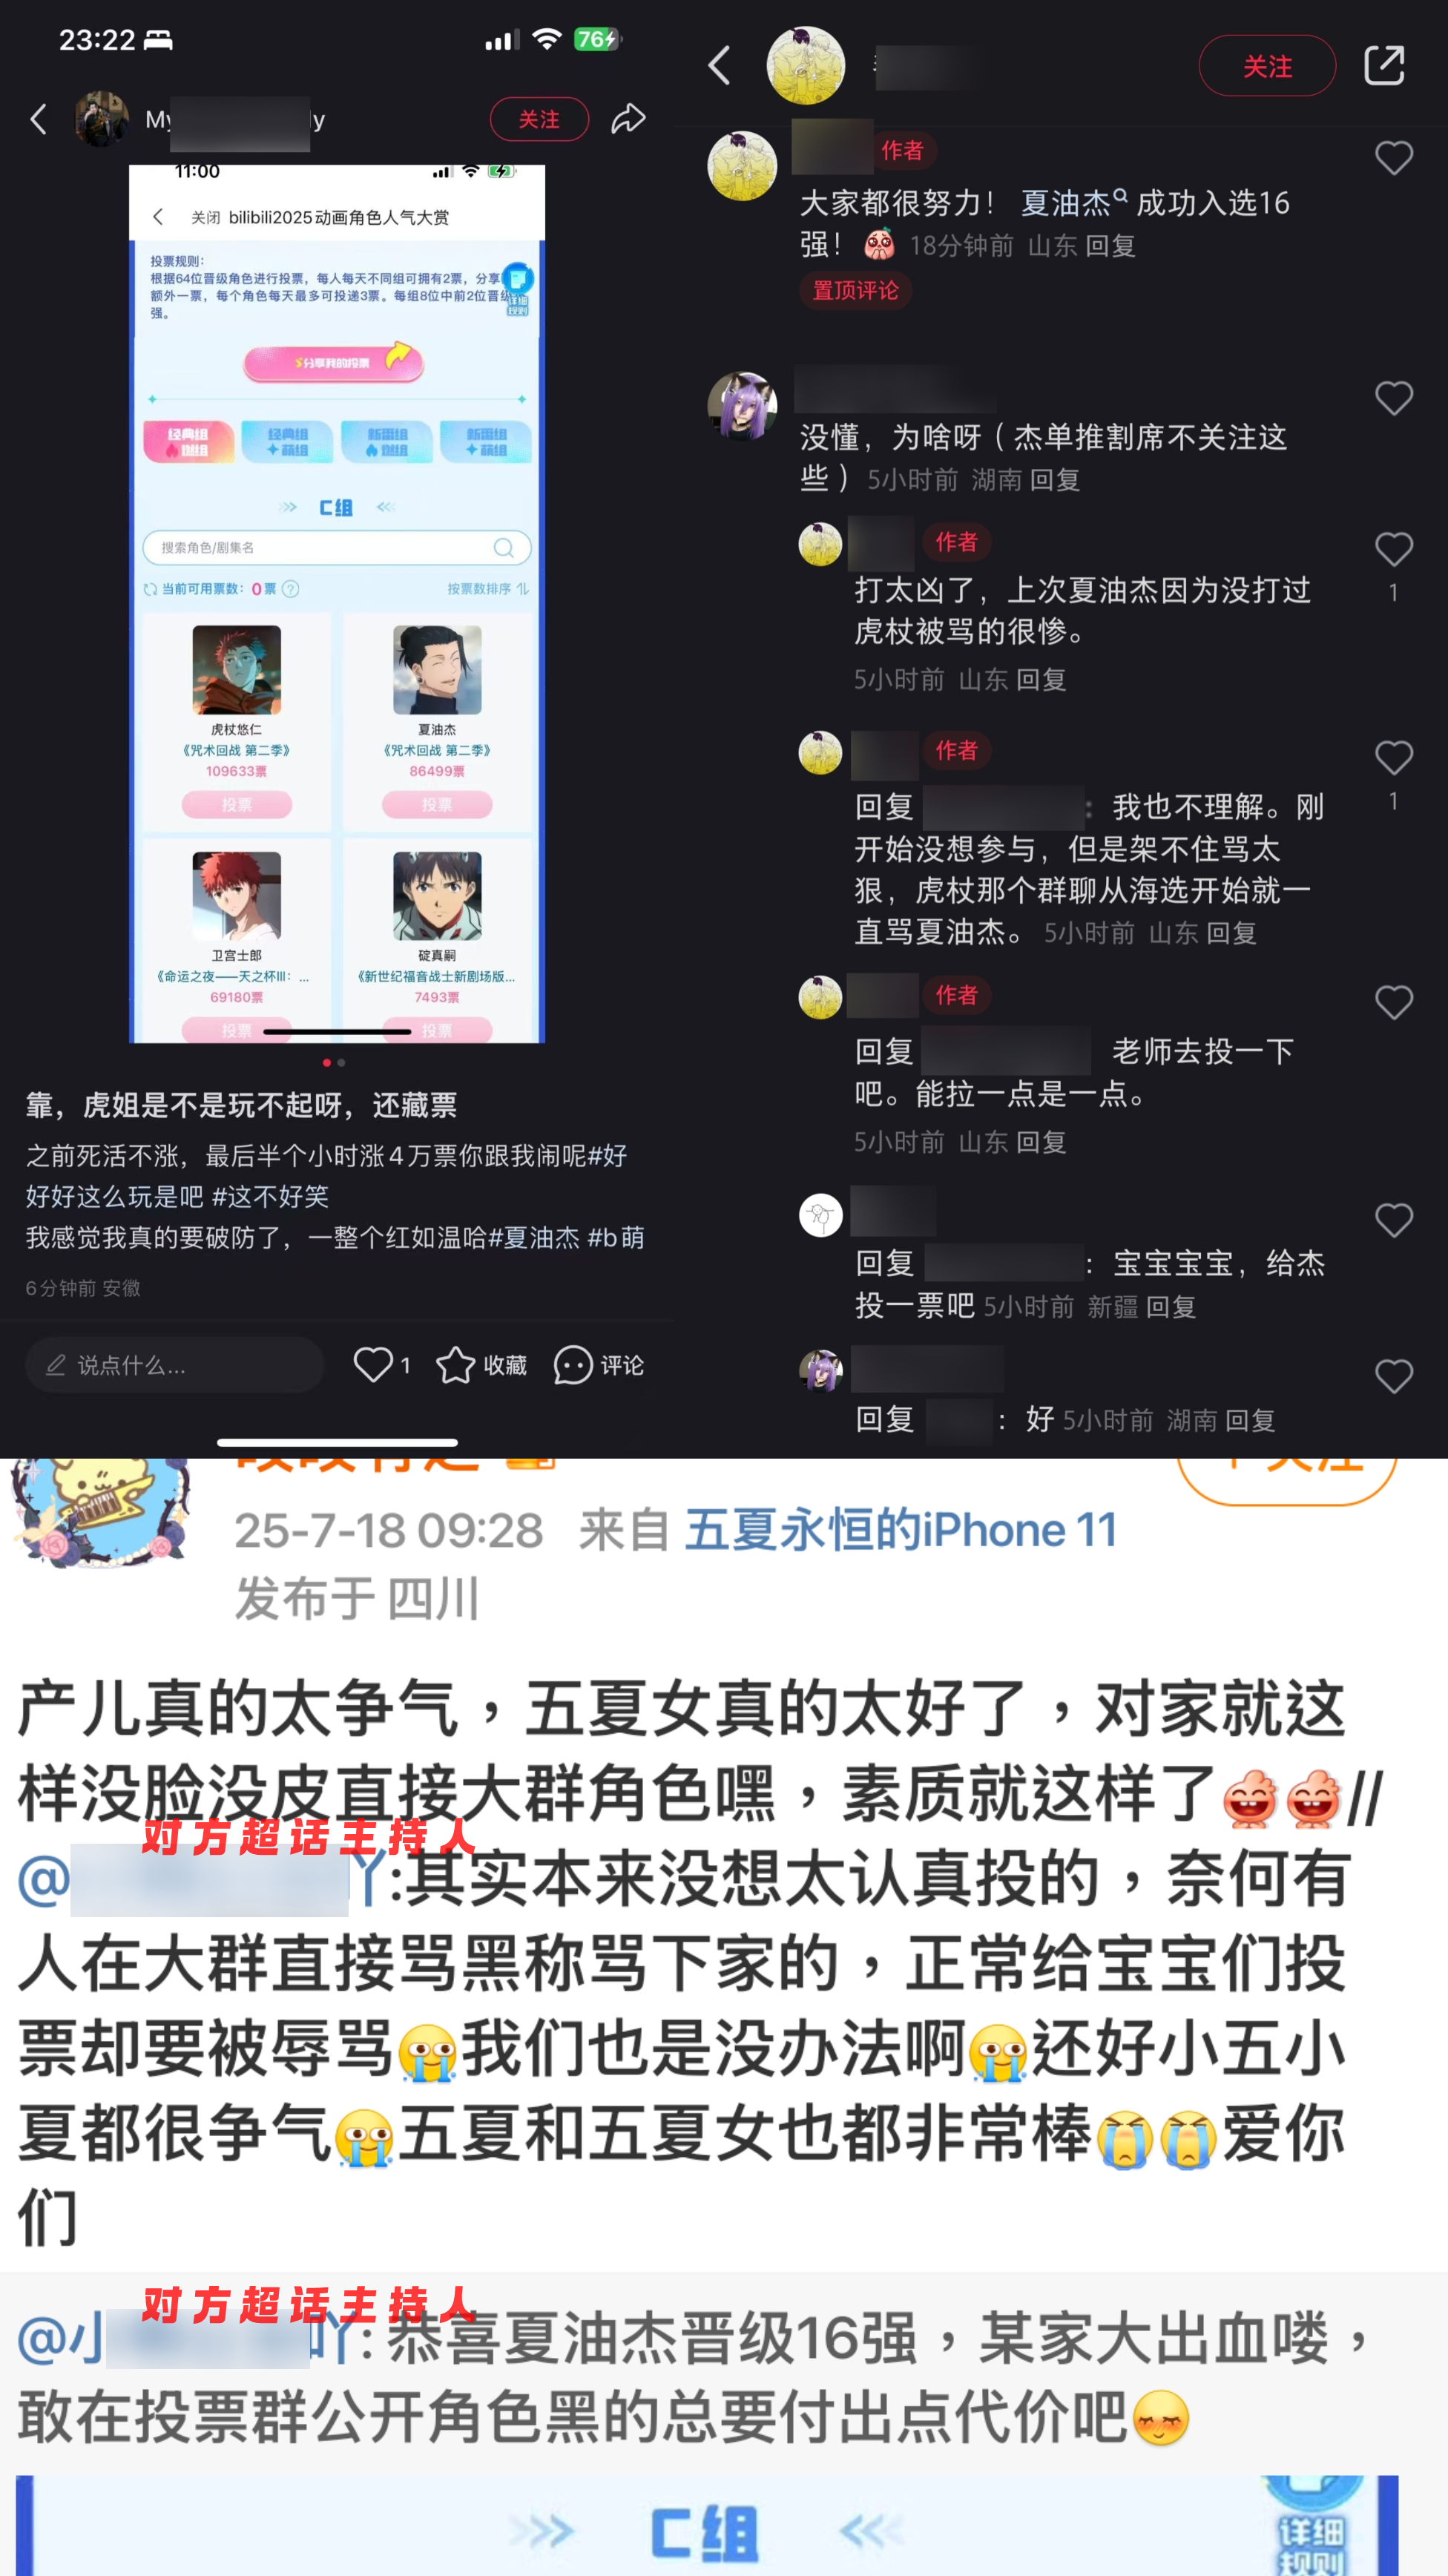 23:22
76
My
y
关注
11:00
关闭 bilibili2025动画角色人气大赏
投票规则：
根据64位晋级角色进行投票，每人每天不同组可拥有2票，分享
额外一票，每个角色每天最多可投递3票。每组8位中前2位晋级
强。
详细
规则
分享我的投票
经典组
燃组
经典组
萌组
新番组
燃组
新番组
萌组
C组
搜索角色/剧集名
当前可用票数：0票
按票数排序
虎杖悠仁
《咒术回战 第二季》
109633票
投票
夏油杰
《咒术回战 第二季》
86499票
投票
卫宫士郎
《命运之夜——天之杯III：...
69180票
投票
碇真嗣
《新世纪福音战士新剧场版...
7493票
投票
靠，虎姐是不是玩不起呀，还藏票
之前死活不涨，最后半个小时涨4万票你跟我闹呢#好
好好这么玩是吧 #这不好笑
我感觉我真的要破防了，一整个红如温哈#夏油杰 #b萌
6分钟前 安徽
说点什么...
1
收藏
评论
关注
作者
大家都很努力！ 夏油杰成功入选16
强！ 18分钟前 山东 回复
置顶评论
没懂，为啥呀（杰单推割席不关注这
些） 5小时前 湖南 回复
作者
打太凶了，上次夏油杰因为没打过
虎杖被骂的很惨。
1
5小时前 山东 回复
作者
回复 ：我也不理解。刚
开始没想参与，但是架不住骂太
狠，虎杖那个群聊从海选开始就一
直骂夏油杰。 5小时前 山东 回复
1
作者
回复 老师去投一下
吧。能拉一点是一点。
5小时前 山东 回复
回复 ：宝宝宝宝，给杰
投一票吧 5小时前 新疆 回复
回复 ：好 5小时前 湖南 回复
25-7-18 09:28 来自 五夏永恒的iPhone 11
发布于 四川
产儿真的太争气，五夏女真的太好了，对家就这
样没脸没皮直接大群角色嘿，素质就这样了//
对方超话主持人
@ 吖:其实本来没想太认真投的，奈何有
人在大群直接骂黑称骂下家的，正常给宝宝们投
票却要被辱骂我们也是没办法啊还好小五小
夏都很争气五夏和五夏女也都非常棒爱你
们
对方超话主持人
@小 吖: 恭喜夏油杰晋级16强，某家大出血喽，
敢在投票群公开角色黑的总要付出点代价吧
C组
详细
规则